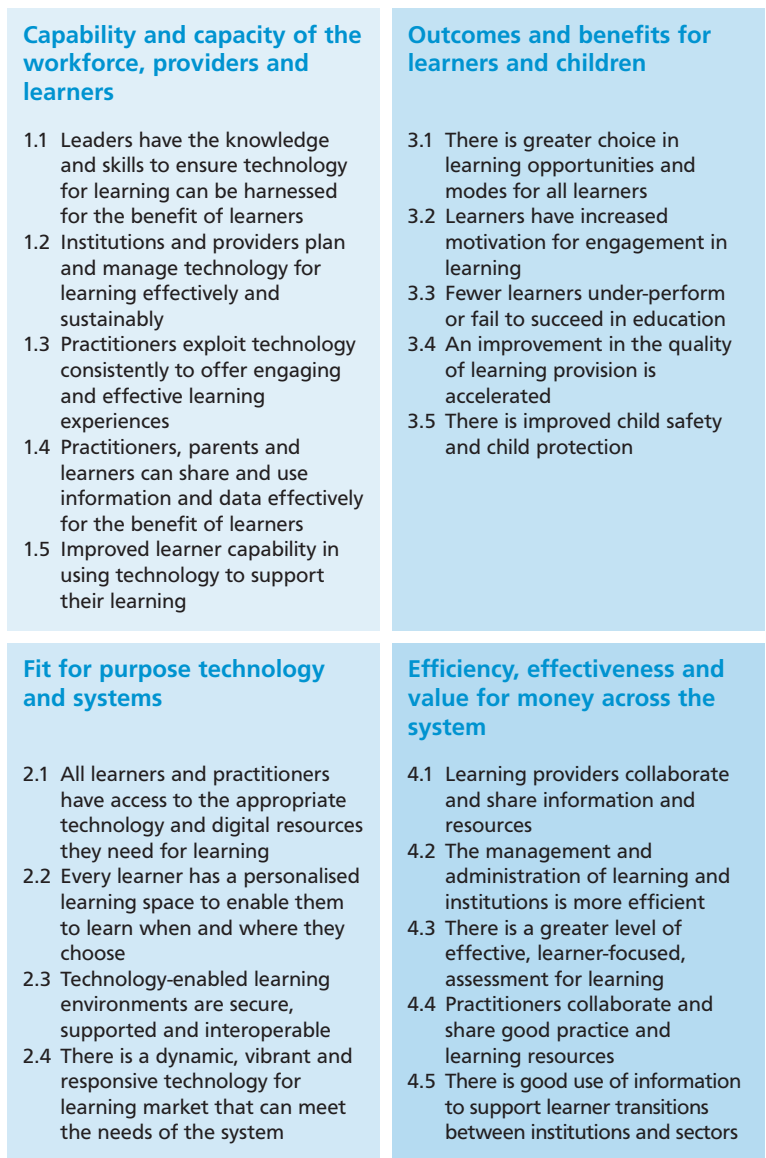 Capability and capacity of the
workforce, providers and
learners
1.1 Leaders have the knowledge
and skills to ensure technology
for learning can be harnessed
for the benefit of learners
1.2 Institutions and providers plan
and manage technology for
learning effectively and
sustainably
1.3 Practitioners exploit technology
consistently to offer engaging
and effective learning
experiences
1.4 Practitioners, parents and
learners can share and use
information and data effectively
for the benefit of learners
1.5 Improved learner capability in
using technology to support
their learning
Outcomes and benefits for
learners and children
3.1 There is greater choice in
learning opportunities and
modes for all learners
3.2 Learners have increased
motivation for engagement in
learning
3.3 Fewer learners under-perform
or fail to succeed in education
3.4 An improvement in the quality
of learning provision is
accelerated
3.5 There is improved child safety
and child protection
Fit for purpose technology
and systems
2.1 All learners and practitioners
have access to the appropriate
technology and digital resources
they need for learning
2.2 Every learner has a personalised
learning space to enable them
to learn when and where they
choose
2.3 Technology-enabled learning
environments are secure,
supported and interoperable
2.4 There is a dynamic, vibrant and
responsive technology for
learning market that can meet
the needs of the system
Efficiency, effectiveness and
value for money across the
system
4.1 Learning providers collaborate
and share information and
resources
4.2 The management and
administration of learning and
institutions is more efficient
4.3 There is a greater level of
effective, learner-focused,
assessment for learning
4.4 Practitioners collaborate and
share good practice and
learning resources
4.5 There is good use of information
to support learner transitions
between institutions and sectors